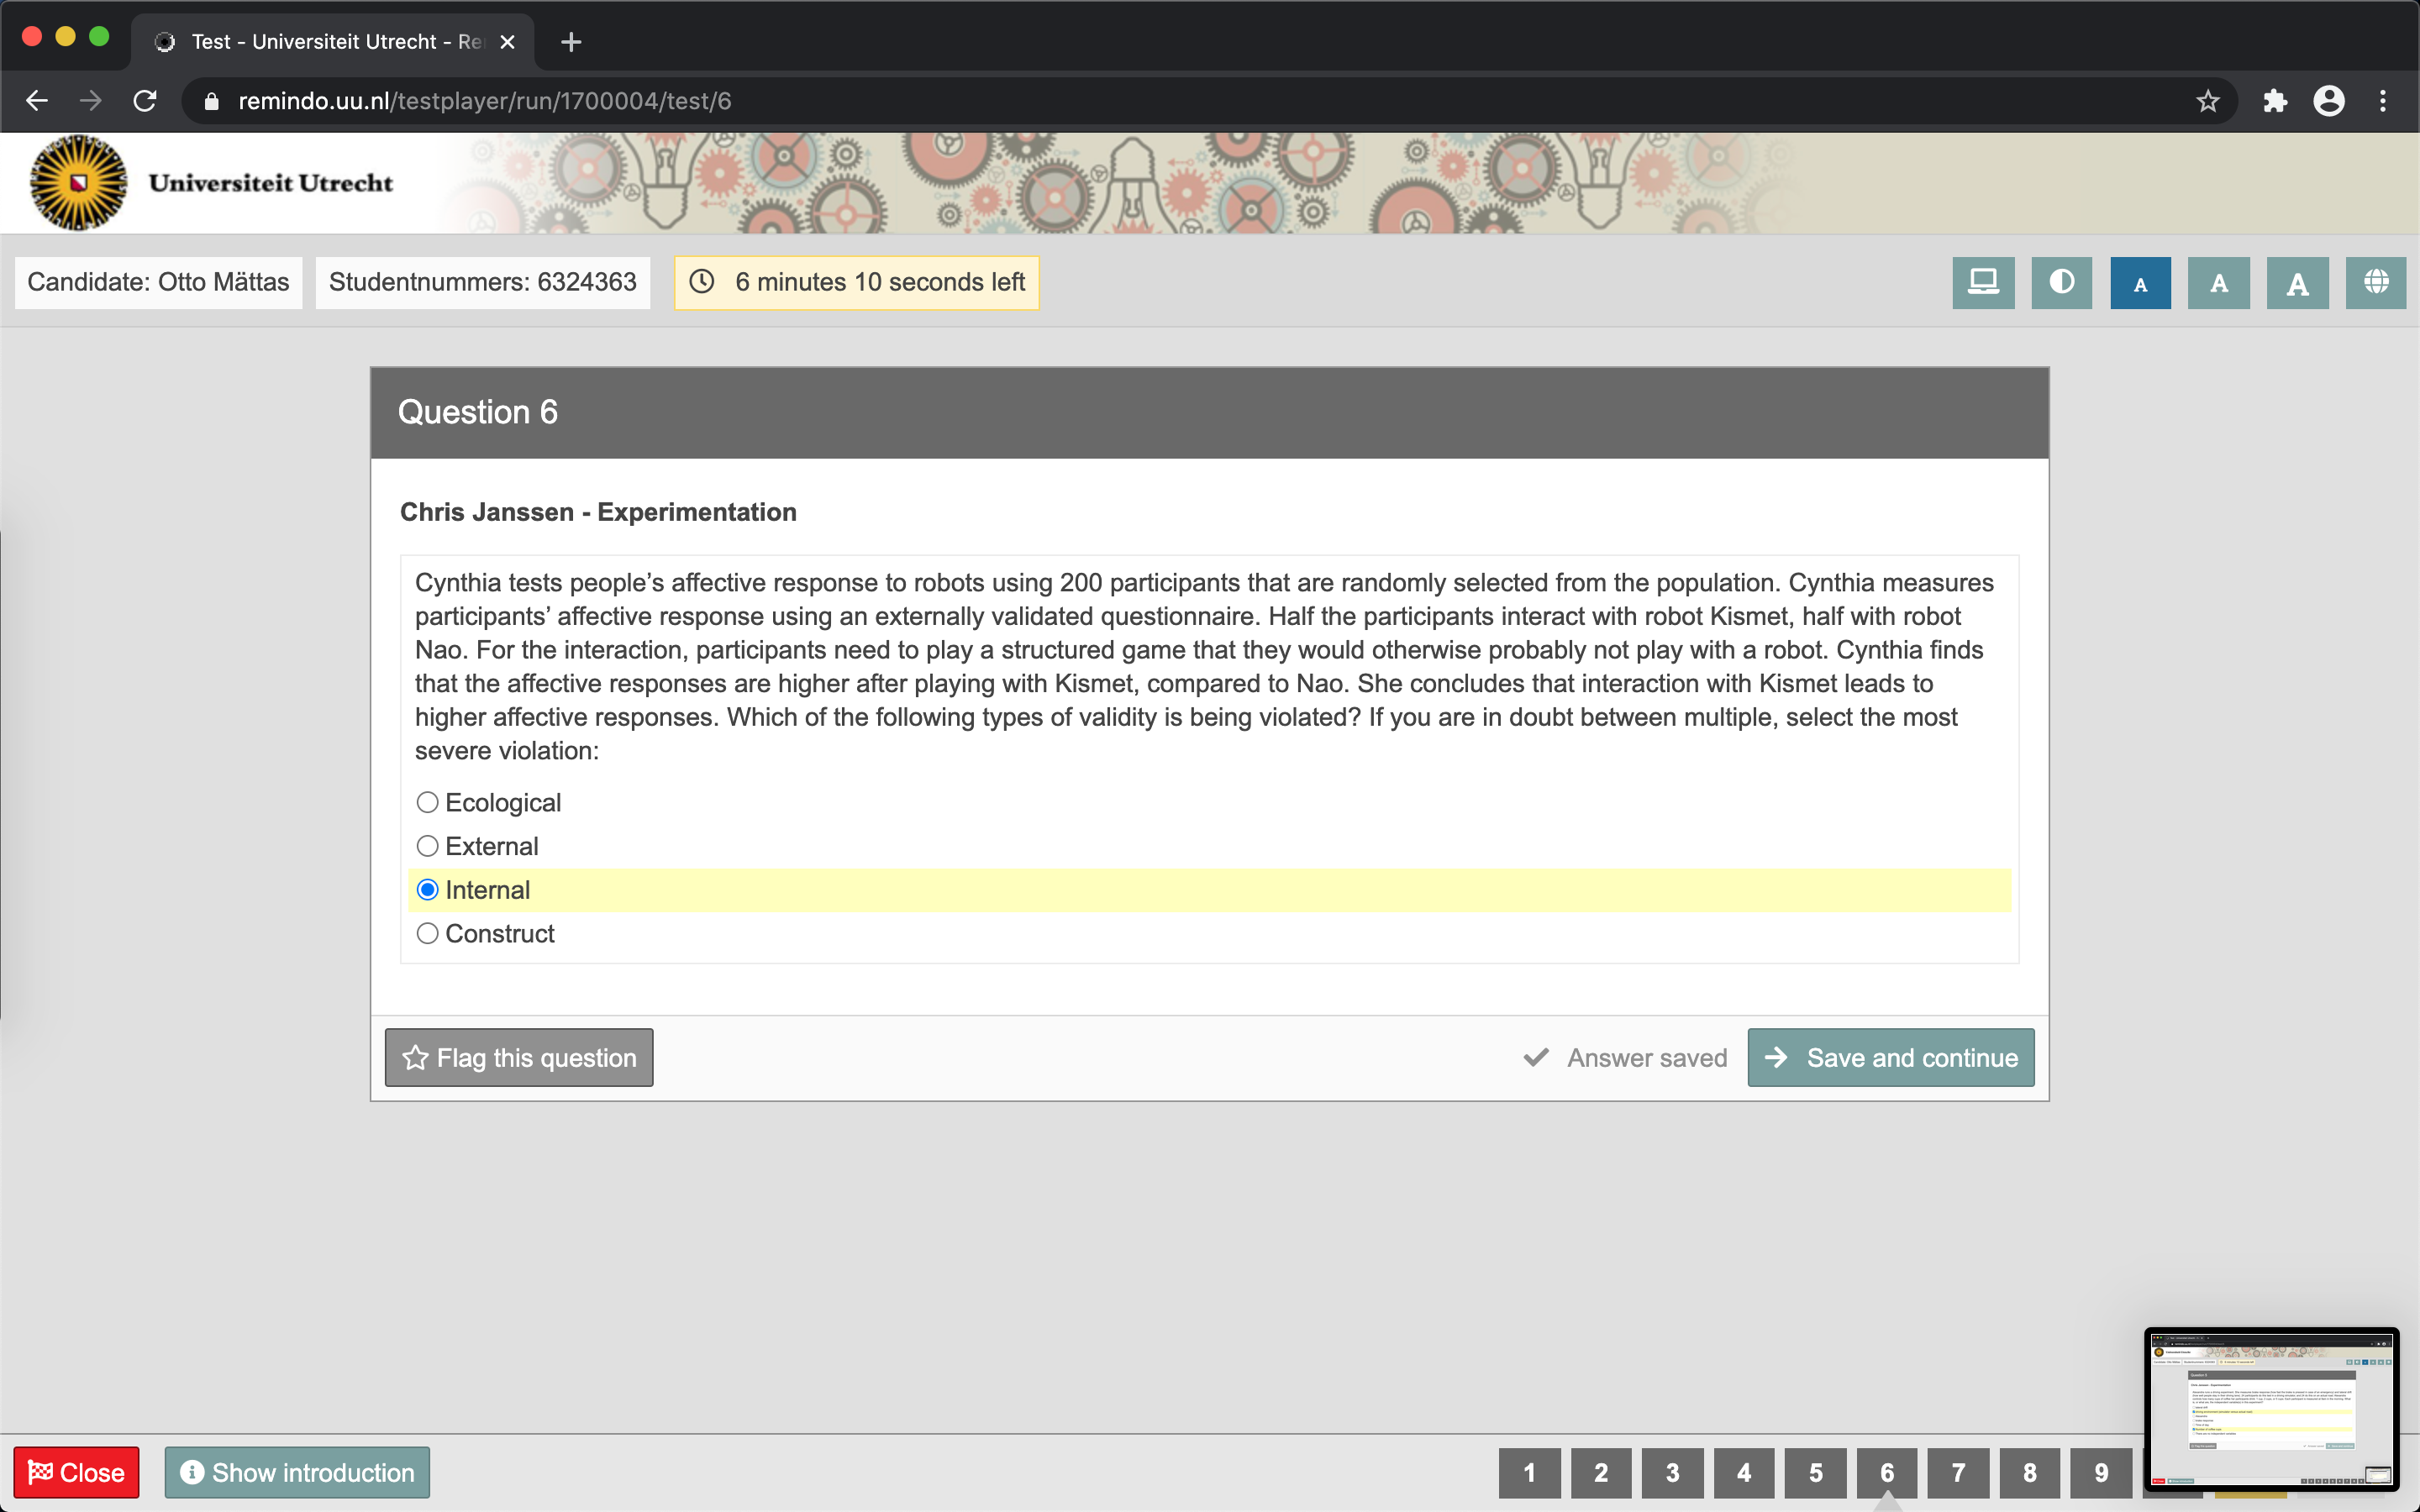 Test - Universiteit Utrecht - Re
remindo.uu.nl/testplayer/run/1700004/test/6
Universiteit Utrecht
Candidate: Otto Mättas
Studentnummers: 6324363
6 minutes 10 seconds left
A
A
A
Question 6
Chris Janssen - Experimentation
Cynthia tests people’s affective response to robots using 200 participants that are randomly selected from the population. Cynthia measures
participants’ affective response using an externally validated questionnaire. Half the participants interact with robot Kismet, half with robot
Nao. For the interaction, participants need to play a structured game that they would otherwise probably not play with a robot. Cynthia finds
that the affective responses are higher after playing with Kismet, compared to Nao. She concludes that interaction with Kismet leads to
higher affective responses. Which of the following types of validity is being violated? If you are in doubt between multiple, select the most
severe violation:
Ecological
External
Internal
Construct
Flag this question
Answer saved
Save and continue
Close
Show introduction
1 2 3 4 5 6 7 8 9